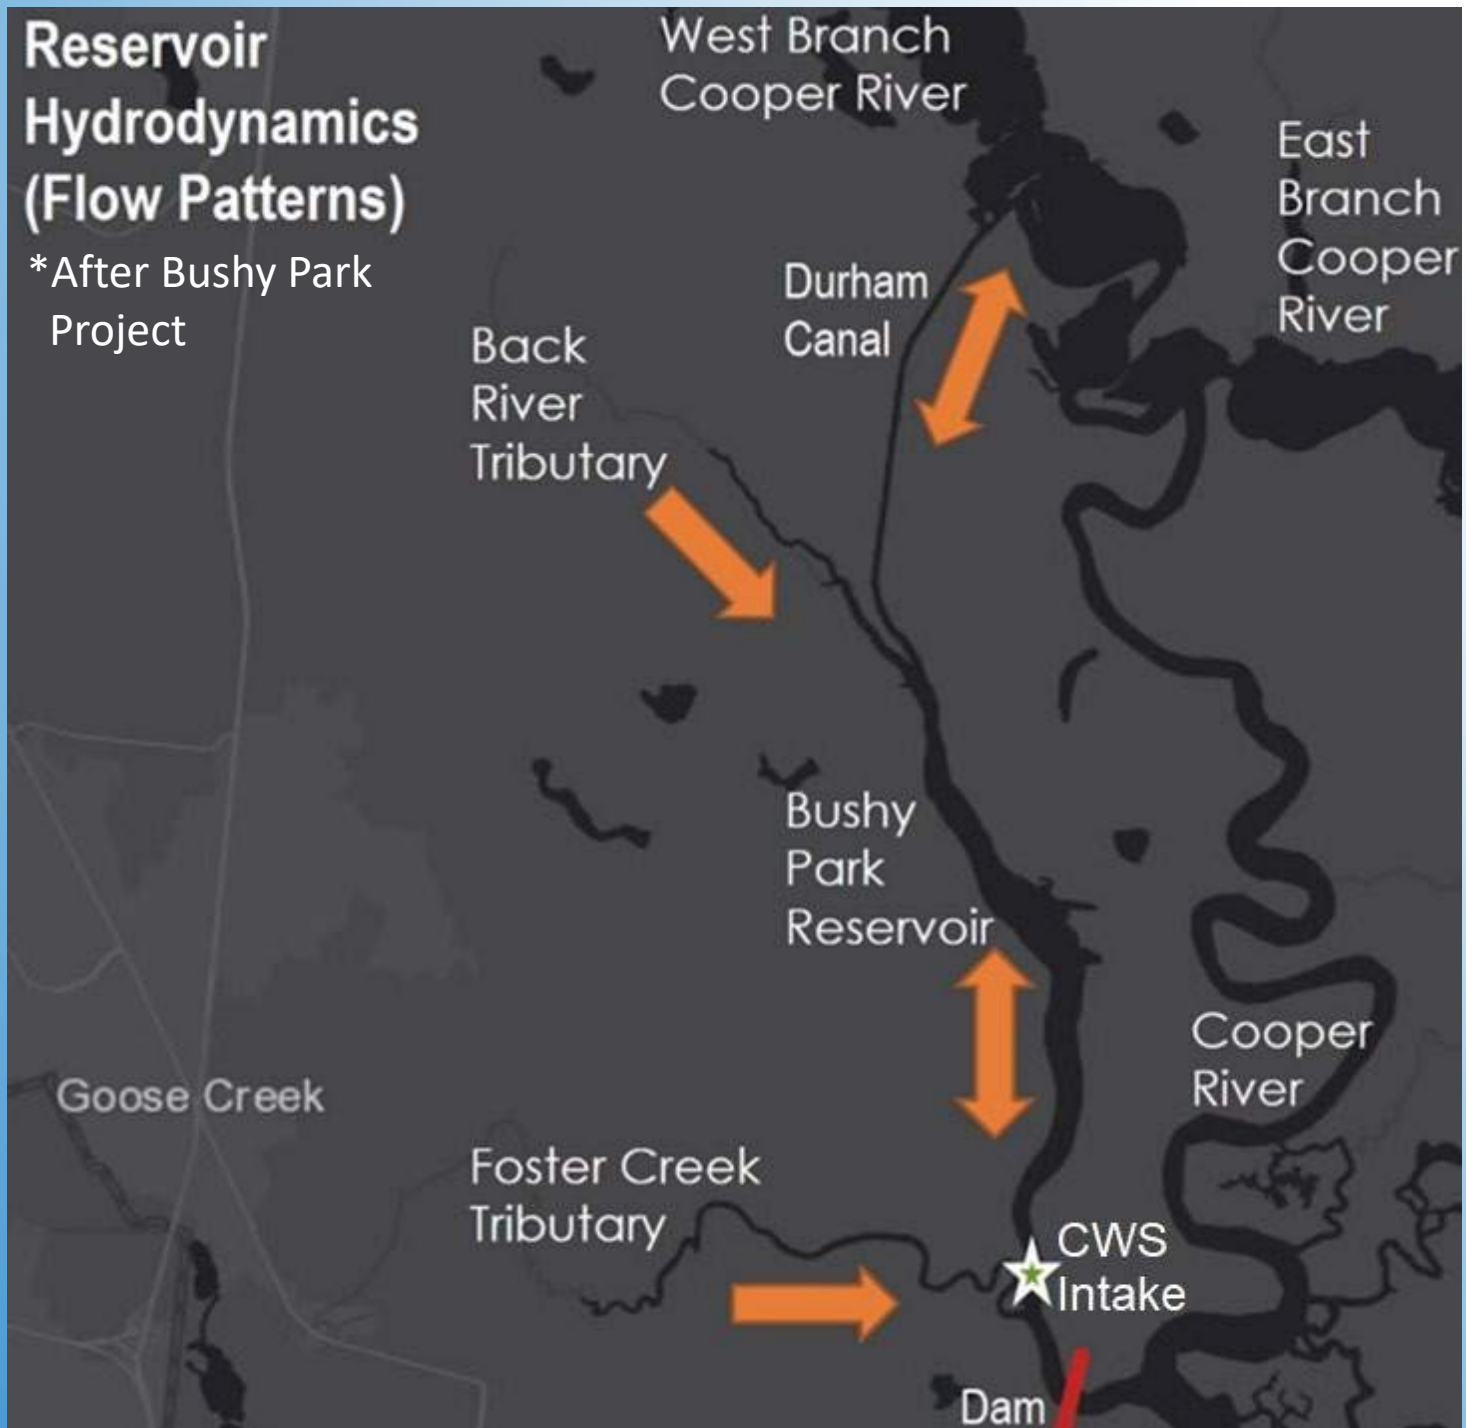 Reservoir
Hydrodynamics
(Flow Patterns)
*After Bushy Park
Project
West Branch
Cooper River
East
Branch
Cooper
River
Durham
Canal
Back
River
Tributary
Bushy
Park
Reservoir
Cooper
River
Goose Creek
Foster Creek
Tributary
CWS
Intake
Dam